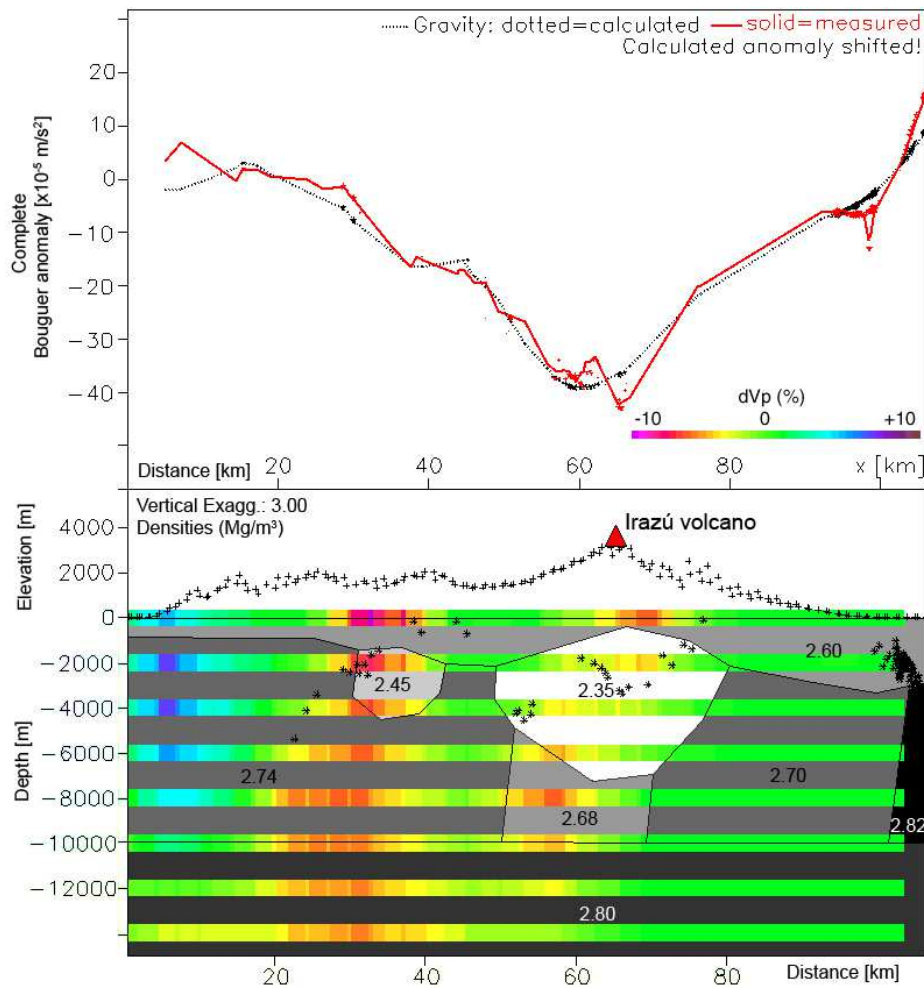 Gravity: dotted=calculated solid=measured
Calculated anomaly shifted!
Complete
Bouguer anomaly [x10⁻⁵ m/s²]
20
10
0
−10
−20
−30
−40
dVp (%)
-10 0 +10
Distance [km] 20 40 60 80 x [km]
Vertical Exagg.: 3.00
Densities (Mg/m³)
Irazú volcano
Elevation [m]
4000
2000
0
Depth [m]
−2000
−4000
−6000
−8000
−10000
−12000
2.60
2.45
2.35
2.74
2.70
2.68
2.82
2.80
20 40 60 80 Distance [km]